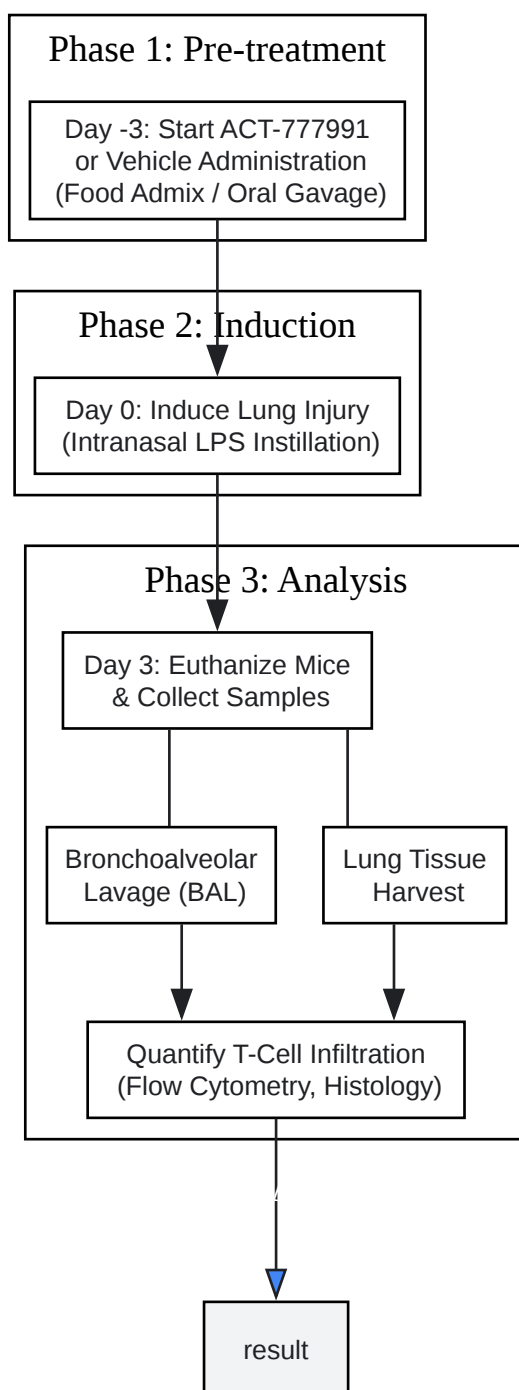 Phase 1: Pre-treatment
Day -3: Start ACT-777991
or Vehicle Administration
(Food Admix / Oral Gavage)
Phase 2: Induction
Day 0: Induce Lung Injury
(Intranasal LPS Instillation)
Phase 3: Analysis
Day 3: Euthanize Mice
& Collect Samples
Bronchoalveolar
Lavage (BAL)
Lung Tissue
Harvest
Quantify T-Cell Infiltration
(Flow Cytometry, Histology)
result